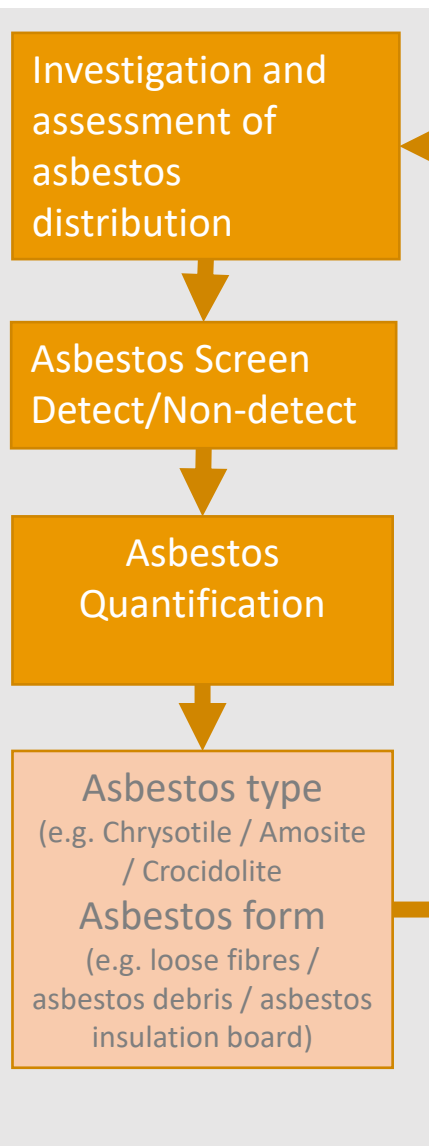 Investigation and
assessment of
asbestos
distribution
Asbestos Screen
Detect/Non-detect
Asbestos
Quantification
Asbestos type
(e.g. Chrysotile / Amosite
/ Crocidolite
Asbestos form
(e.g. loose fibres /
asbestos debris / asbestos
insulation board)